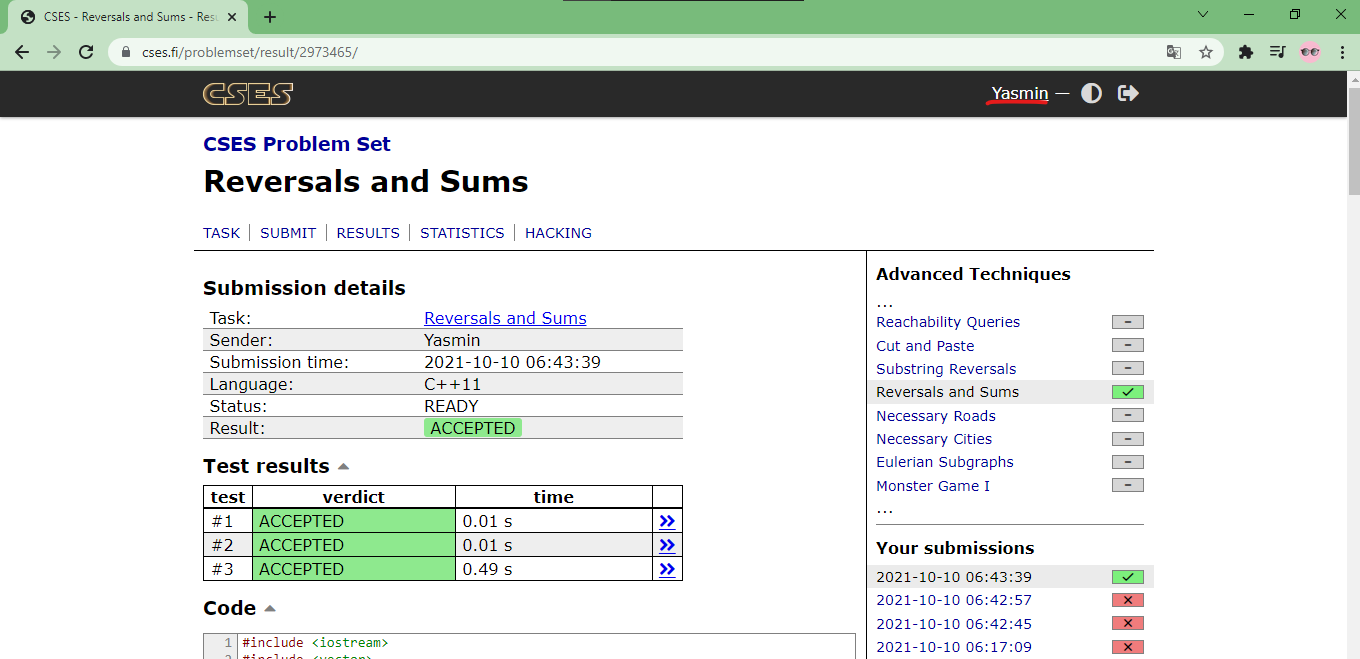 CSES - Reversals and Sums - Resu
cses.fi/problemset/result/2973465/
CSES
Yasmin —
CSES Problem Set
Reversals and Sums
TASK | SUBMIT | RESULTS | STATISTICS | HACKING
Submission details
Task: Reversals and Sums
Sender: Yasmin
Submission time: 2021-10-10 06:43:39
Language: C++11
Status: READY
Result: ACCEPTED
Test results
test verdict time
#1 ACCEPTED 0.01 s
#2 ACCEPTED 0.01 s
#3 ACCEPTED 0.49 s
Code
1 #include <iostream>
Advanced Techniques
...
Reachability Queries –
Cut and Paste –
Substring Reversals –
Reversals and Sums
Necessary Roads –
Necessary Cities –
Eulerian Subgraphs –
Monster Game I –
...
Your submissions
2021-10-10 06:43:39
2021-10-10 06:42:57
2021-10-10 06:42:45
2021-10-10 06:17:09